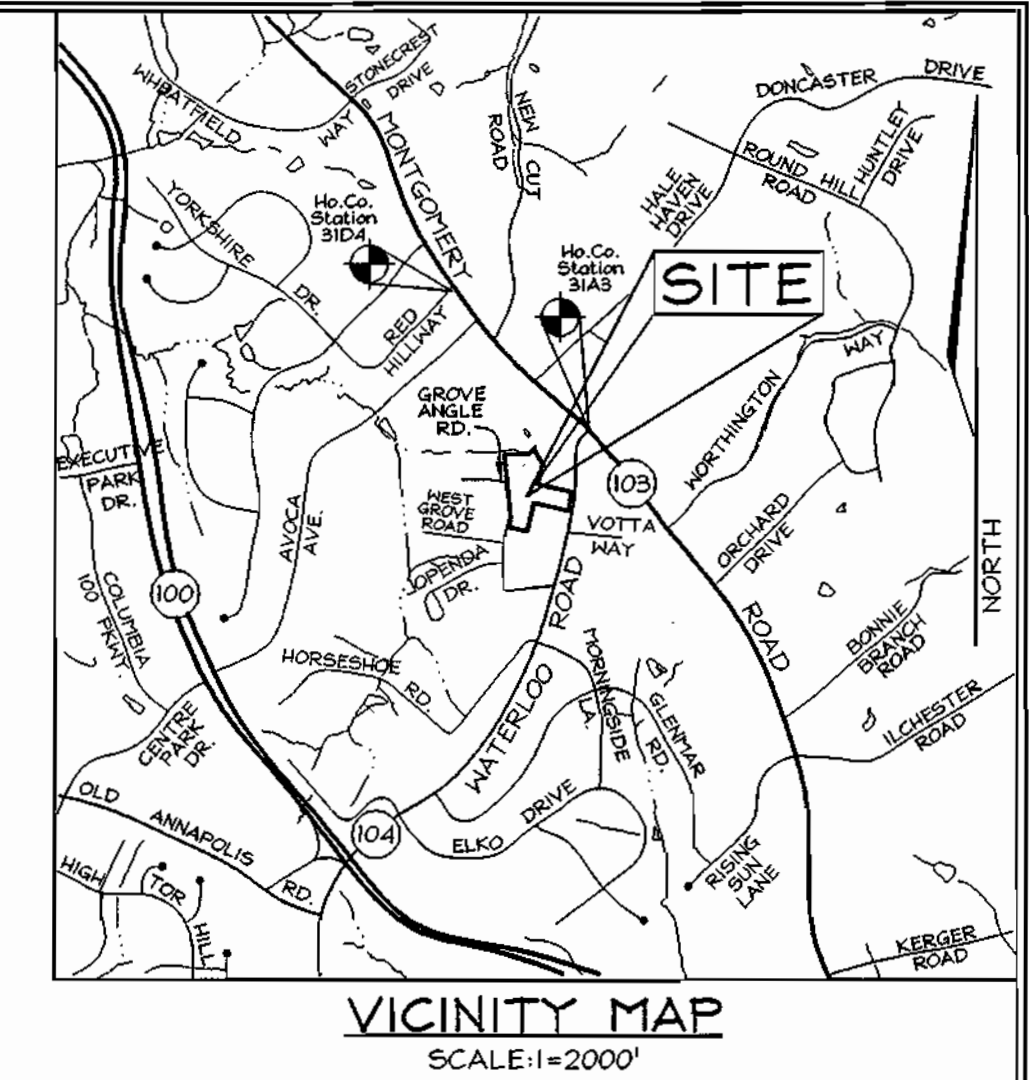 WHEATFIELD
WAY
STONECREST
DRIVE
MONTGOMERY
NEW CUT
ROAD
DONCASTER DRIVE
HUNTLEY
DRIVE
ROUND HILL
ROAD
HALE
HAVEN
DRIVE
YORKSHIRE DR.
Ho.Co.
Station
31D4
Ho.Co.
Station
31A3
SITE
RED
HILL WAY
GROVE
ANGLE
RD.
WORTHINGTON WAY
103
EXECUTIVE
PARK
DR.
AVOCA
AVE.
WEST
GROVE
ROAD
VOTTA
WAY
ORCHARD
DRIVE
NORTH
OPENDA
DR.
100
COLUMBIA
100 PKWY
ROAD
ROAD
BONNIE
BRANCH
ROAD
HORSESHOE RD.
MORNINGSIDE
LA.
GLENMAR
RD.
WATERLOO
ILCHESTER
ROAD
CENTRE
PARK
DR.
OLD ANNAPOLIS RD.
104
ELKO DRIVE
RISING
SUN
LANE
HIGH TOR HILL
KERGER
ROAD
VICINITY MAP
SCALE:1=2000'